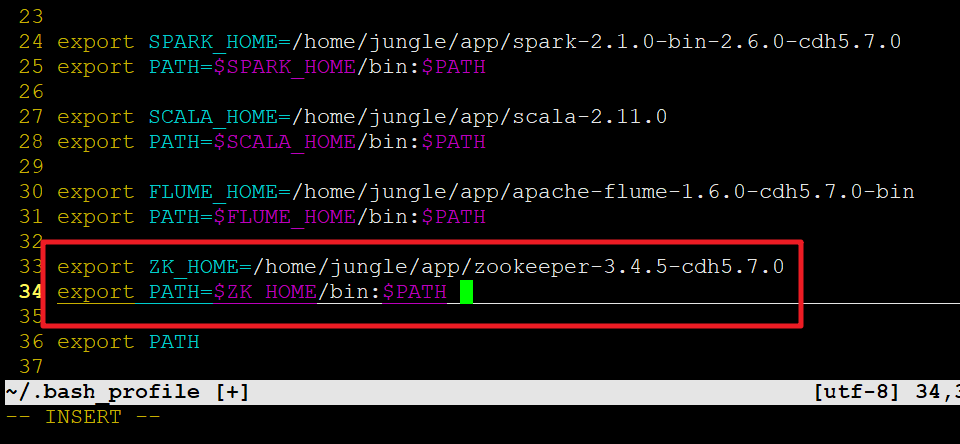 23
24 export SPARK_HOME=/home/jungle/app/spark-2.1.0-bin-2.6.0-cdh5.7.0
25 export PATH=$SPARK_HOME/bin:$PATH
26
27 export SCALA_HOME=/home/jungle/app/scala-2.11.0
28 export PATH=$SCALA_HOME/bin:$PATH
29
30 export FLUME_HOME=/home/jungle/app/apache-flume-1.6.0-cdh5.7.0-bin
31 export PATH=$FLUME_HOME/bin:$PATH
32
33 export ZK_HOME=/home/jungle/app/zookeeper-3.4.5-cdh5.7.0
34 export PATH=$ZK_HOME/bin:$PATH
35
36 export PATH
37
~/.bash_profile [+] [utf-8] 34,3
-- INSERT --